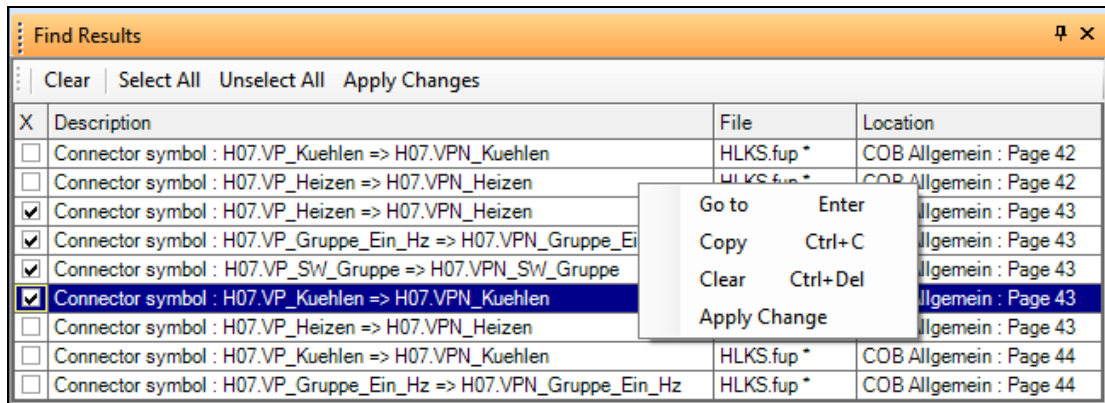 Find Results
Clear Select All Unselect All Apply Changes
X Description File Location
Connector symbol : H07.VP_Kuehlen => H07.VPN_Kuehlen HLKS.fup * COB Allgemein : Page 42
Connector symbol : H07.VP_Heizen => H07.VPN_Heizen HLKS.fup * COB Allgemein : Page 42
Connector symbol : H07.VP_Heizen => H07.VPN_Heizen llgemein : Page 43
Connector symbol : H07.VP_Gruppe_Ein_Hz => H07.VPN_Gruppe_Ei llgemein : Page 43
Connector symbol : H07.VP_SW_Gruppe => H07.VPN_SW_Gruppe llgemein : Page 43
Connector symbol : H07.VP_Kuehlen => H07.VPN_Kuehlen llgemein : Page 43
Connector symbol : H07.VP_Heizen => H07.VPN_Heizen llgemein : Page 43
Connector symbol : H07.VP_Kuehlen => H07.VPN_Kuehlen HLKS.fup * COB Allgemein : Page 44
Connector symbol : H07.VP_Gruppe_Ein_Hz => H07.VPN_Gruppe_Ein_Hz HLKS.fup * COB Allgemein : Page 44
Go to Enter
Copy Ctrl+C
Clear Ctrl+Del
Apply Change